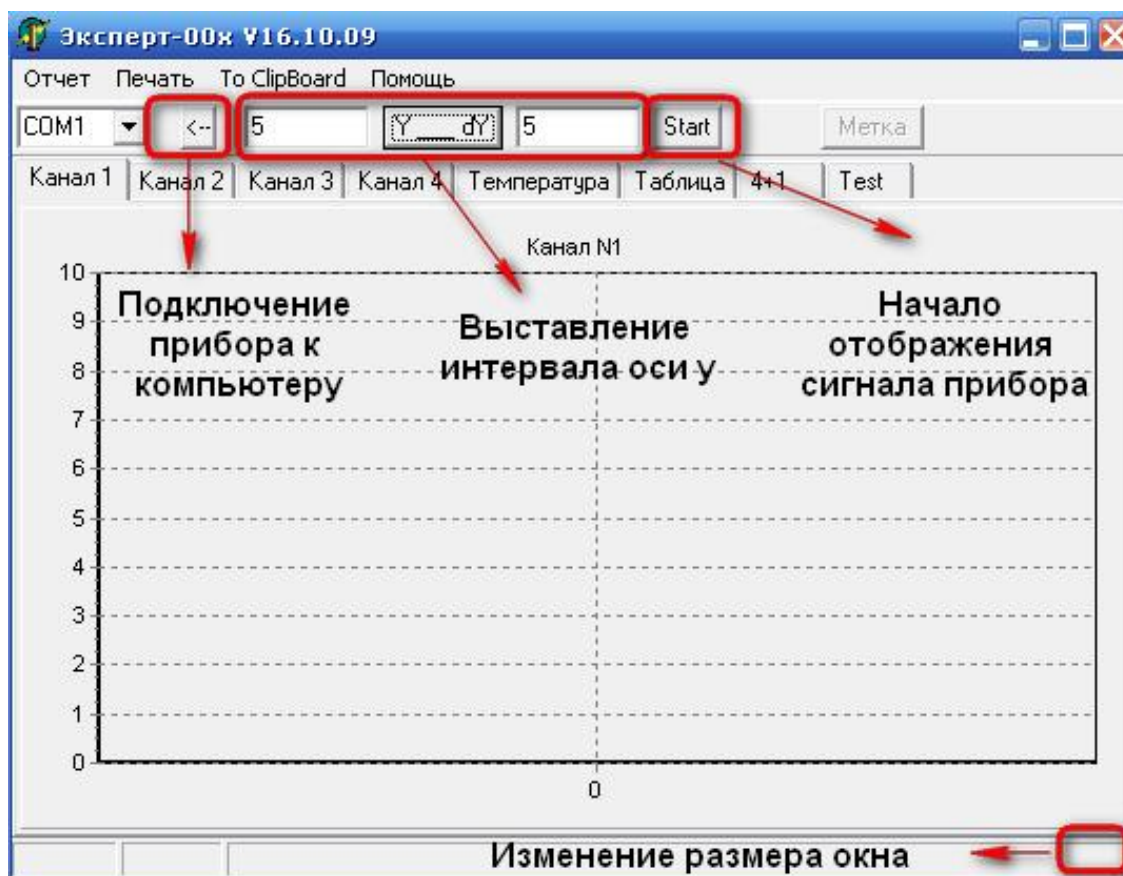 Эксперт-00x V16.10.09
Отчет Печать To ClipBoard Помощь
COM1 <-- 5 Y___dY 5 Start Метка
Канал 1 Канал 2 Канал 3 Канал 4 Температура Таблица 4+1 Test
Канал N1
10
9
8
7
6
5
4
3
2
1
0
0
Подключение
прибора к
компьютеру
Выставление
интервала оси у
Начало
отображения
сигнала прибора
Изменение размера окна